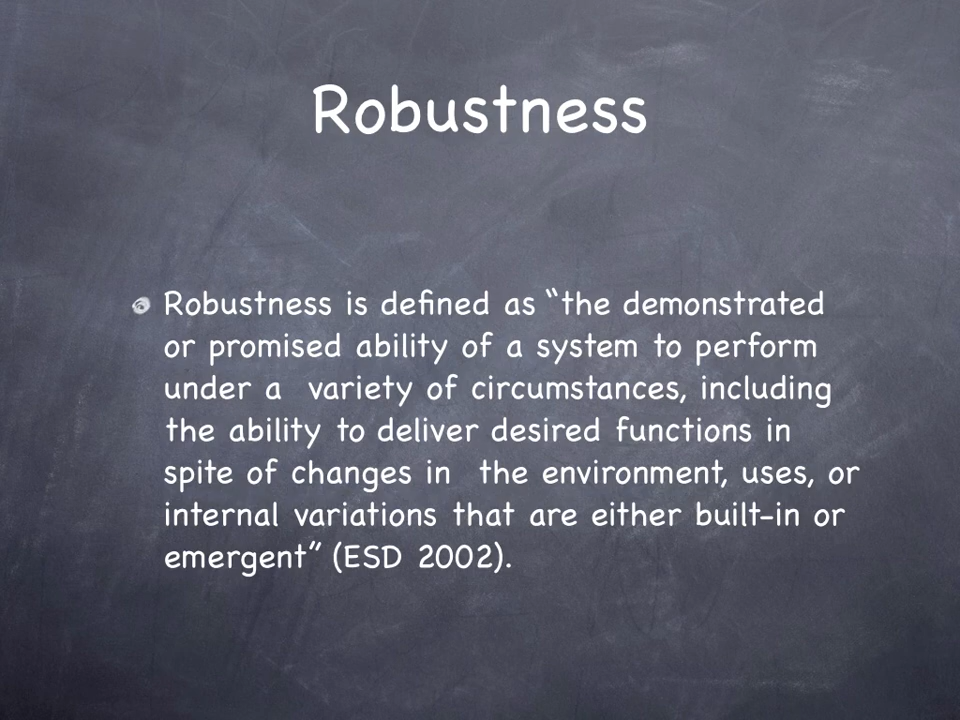 Robustness
Robustness is defined as “the demonstrated
or promised ability of a system to perform
under a  variety of circumstances, including
the ability to deliver desired functions in
spite of changes in  the environment, uses, or
internal variations that are either built-in or
emergent” (ESD 2002).